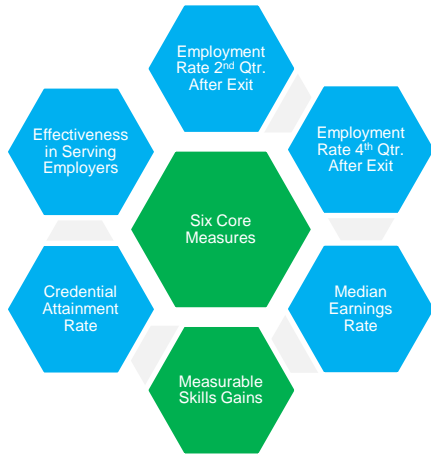 Employment
Rate 2nd Qtr.
After Exit
Employment
Rate 4th Qtr.
After Exit
Effectiveness
in Serving
Employers
Six Core
Measures
Credential
Attainment
Rate
Median
Earnings
Rate
Measurable
Skills Gains